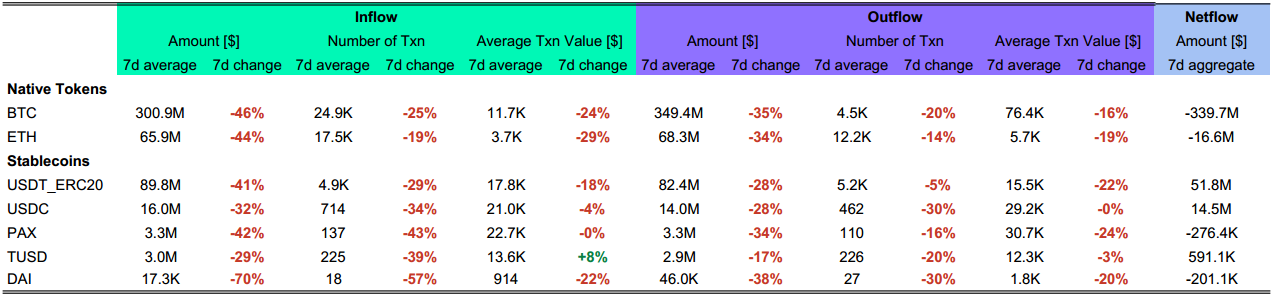 Inflow Outflow Netflow
Amount [$] Number of Txn Average Txn Value [$] Amount [$] Number of Txn Average Txn Value [$] Amount [$]
7d average 7d change 7d average 7d change 7d average 7d change 7d average 7d change 7d average 7d change 7d average 7d change 7d aggregate
Native Tokens
BTC 300.9M -46% 24.9K -25% 11.7K -24% 349.4M -35% 4.5K -20% 76.4K -16% -339.7M
ETH 65.9M -44% 17.5K -19% 3.7K -29% 68.3M -34% 12.2K -14% 5.7K -19% -16.6M
Stablecoins
USDT_ERC20 89.8M -41% 4.9K -29% 17.8K -18% 82.4M -28% 5.2K -5% 15.5K -22% 51.8M
USDC 16.0M -32% 714 -34% 21.0K -4% 14.0M -28% 462 -30% 29.2K -0% 14.5M
PAX 3.3M -42% 137 -43% 22.7K -0% 3.3M -34% 110 -16% 30.7K -24% -276.4K
TUSD 3.0M -29% 225 -39% 13.6K +8% 2.9M -17% 226 -20% 12.3K -3% 591.1K
DAI 17.3K -70% 18 -57% 914 -22% 46.0K -38% 27 -30% 1.8K -20% -201.1K